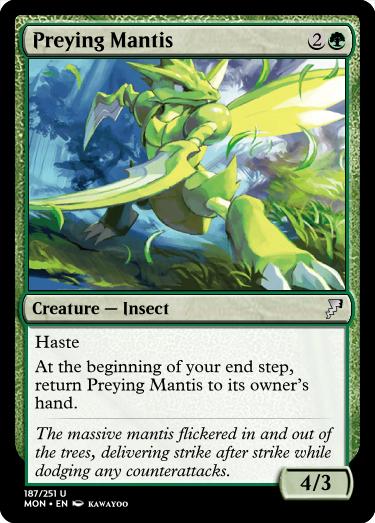 Preying Mantis 2
Creature — Insect
Haste
At the beginning of your end step,
return Preying Mantis to its owner's
hand.
The massive mantis flickered in and out of
the trees, delivering strike after strike while
dodging any counterattacks.
4/3
187/251 U
MON • EN KAWAYOO